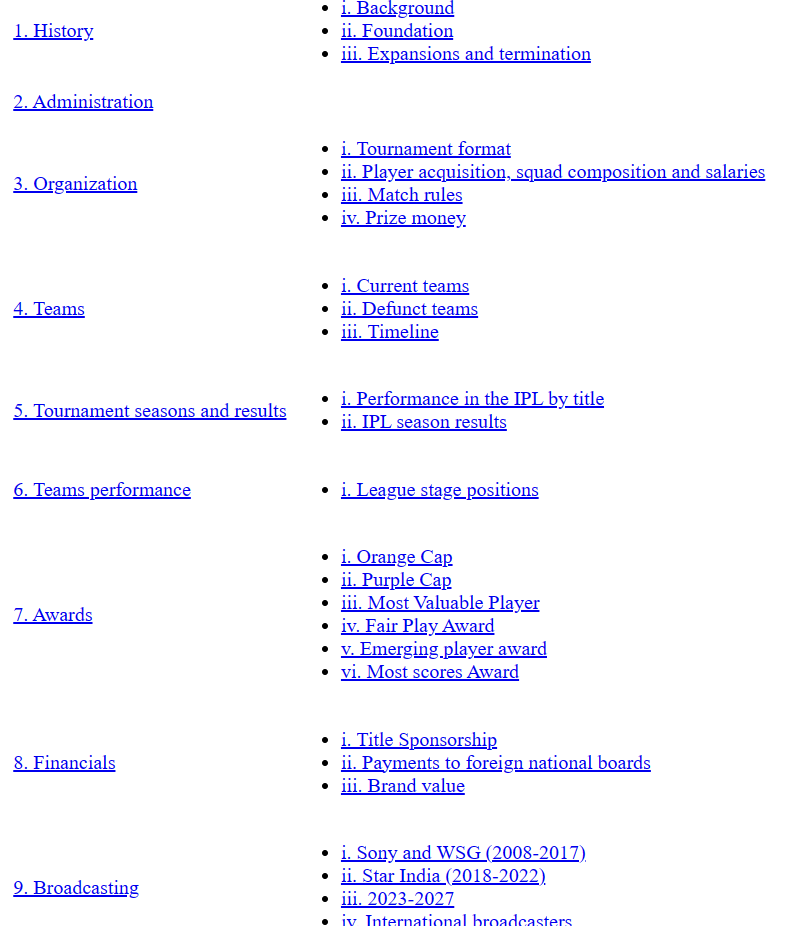 1. History
i. Background
ii. Foundation
iii. Expansions and termination
2. Administration
3. Organization
i. Tournament format
ii. Player acquisition, squad composition and salaries
iii. Match rules
iv. Prize money
4. Teams
i. Current teams
ii. Defunct teams
iii. Timeline
5. Tournament seasons and results
i. Performance in the IPL by title
ii. IPL season results
6. Teams performance
i. League stage positions
7. Awards
i. Orange Cap
ii. Purple Cap
iii. Most Valuable Player
iv. Fair Play Award
v. Emerging player award
vi. Most scores Award
8. Financials
i. Title Sponsorship
ii. Payments to foreign national boards
iii. Brand value
9. Broadcasting
i. Sony and WSG (2008-2017)
ii. Star India (2018-2022)
iii. 2023-2027
iv. International broadcasters